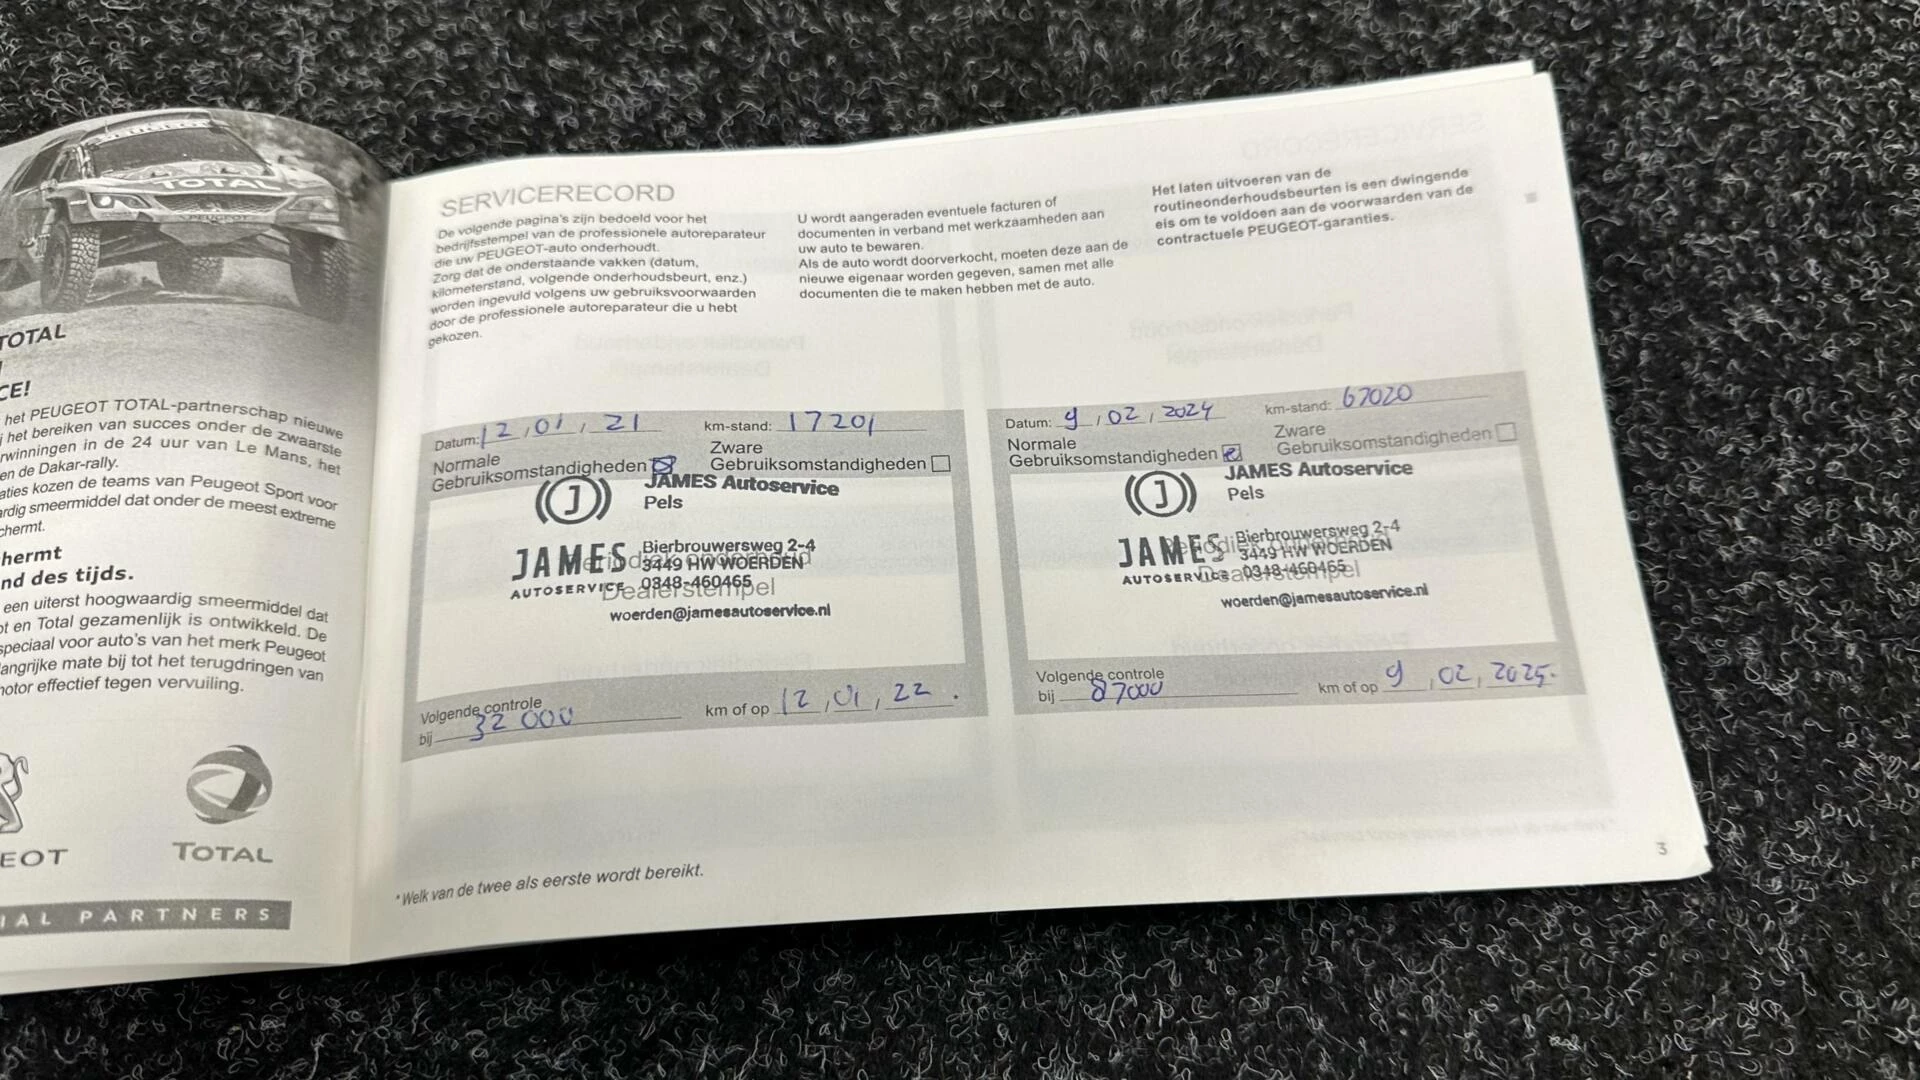 TOTAL
PEUGEOT
TOTAL
CE!
het PEUGEOT TOTAL-partnerschap nieuwe
het bereiken van succes onder de zwaarste
rwinningen in de 24 uur van Le Mans, het
en de Dakar-rally.
aties kozen de teams van Peugeot Sport voor
ardig smeermiddel dat onder de meest extreme
chermt.
hermt
nd des tijds.
een uiterst hoogwaardig smeermiddel dat
ot en Total gezamenlijk is ontwikkeld. De
speciaal voor auto's van het merk Peugeot
langrijke mate bij tot het terugdringen van
notor effectief tegen vervuiling.
EOT
TOTAL
IAL PARTNERS
SERVICERECORD
De volgende pagina's zijn bedoeld voor het
bedrijfsstempel van de professionele autoreparateur
die uw PEUGEOT-auto onderhoudt.
Zorg dat de onderstaande vakken (datum,
kilometerstand, volgende onderhoudsbeurt, enz.)
worden ingevuld volgens uw gebruiksvoorwaarden
door de professionele autoreparateur die u hebt
gekozen.
U wordt aangeraden eventuele facturen of
documenten in verband met werkzaamheden aan
uw auto te bewaren.
Als de auto wordt doorverkocht, moeten deze aan de
nieuwe eigenaar worden gegeven, samen met alle
documenten die te maken hebben met de auto.
Het laten uitvoeren van de
routineonderhoudsbeurten is een dwingende
eis om te voldoen aan de voorwaarden van de
contractuele PEUGEOT-garanties.
Datum: 12,01,21 km-stand: 17201
Normale
Gebruiksomstandigheden
Zware
Gebruiksomstandigheden
JAMES Autoservice
Pels
JAMES
AUTOSERVICE
Bierbrouwersweg 2-4
3449 HW WOERDEN
0348-460465
woerden@jamesautoservice.nl
Periodiek onderhoud
Dealerstempel
Volgende controle
bij 32 000 km of op 12,01,22.
Datum: 9,02,2024 km-stand: 67020
Normale
Gebruiksomstandigheden
Zware
Gebruiksomstandigheden
JAMES Autoservice
Pels
JAMES
AUTOSERVICE
Bierbrouwersweg 2-4
3449 HW WOERDEN
0348-460465
woerden@jamesautoservice.nl
Periodiek onderhoud
Dealerstempel
Volgende controle
bij 87000 km of op 9,02,2025.
*Welk van de twee als eerste wordt bereikt.
3